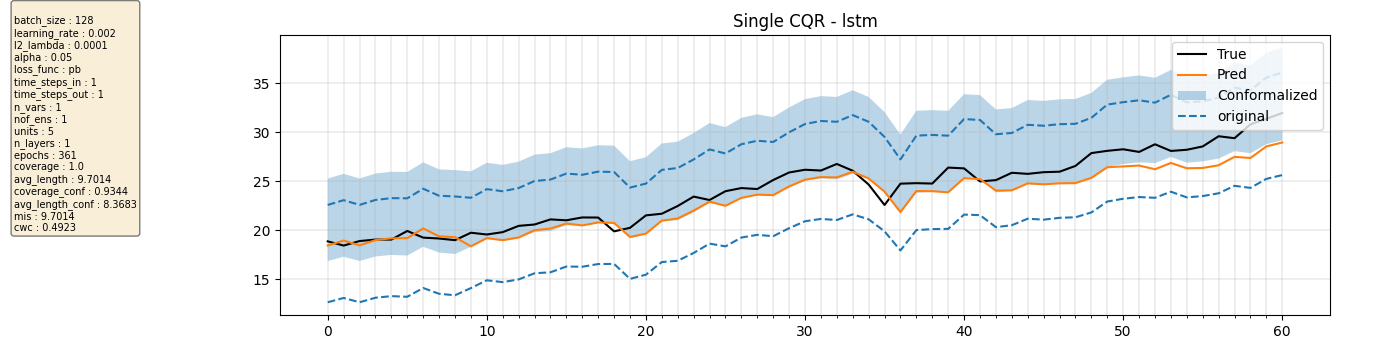 batch_size : 128
learning_rate : 0.002
l2_lambda : 0.0001
alpha : 0.05
loss_func : pb
time_steps_in : 1
time_steps_out : 1
n_vars : 1
nof_ens : 1
units : 5
n_layers : 1
epochs : 361
coverage : 1.0
avg_length : 9.7014
coverage_conf : 0.9344
avg_length_conf : 8.3683
mis : 9.7014
cwc : 0.4923
Single CQR - lstm
True
Pred
Conformalized
original
35
30
25
20
15
0 10 20 30 40 50 60